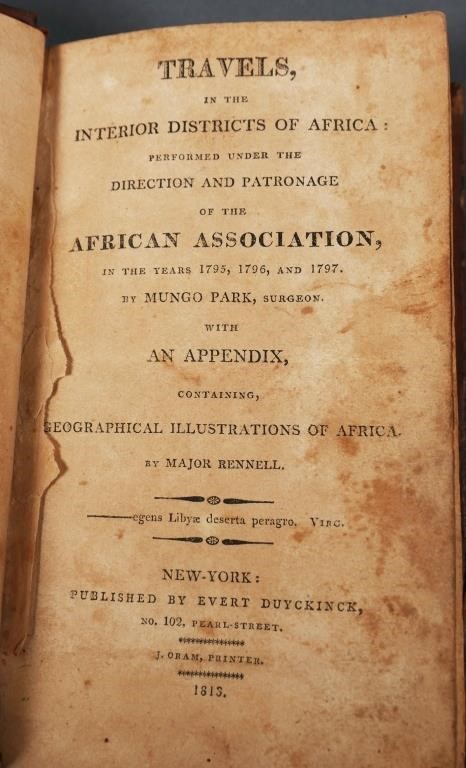 TRAVELS,
IN THE
INTERIOR DISTRICTS OF AFRICA:
PERFORMED UNDER THE
DIRECTION AND PATRONAGE
OF THE
AFRICAN ASSOCIATION,
IN THE YEARS 1795, 1796, AND 1797.
BY MUNGO PARK, SURGEON.
WITH
AN APPENDIX,
CONTAINING,
GEOGRAPHICAL ILLUSTRATIONS OF AFRICA.
BY MAJOR RENNELL.
———egens Libyæ deserta peragro. VIRG.
NEW-YORK:
PUBLISHED BY EVERT DUYCKINCK,
NO. 102, PEARL-STREET.
J. ORAM, PRINTER.
1813.